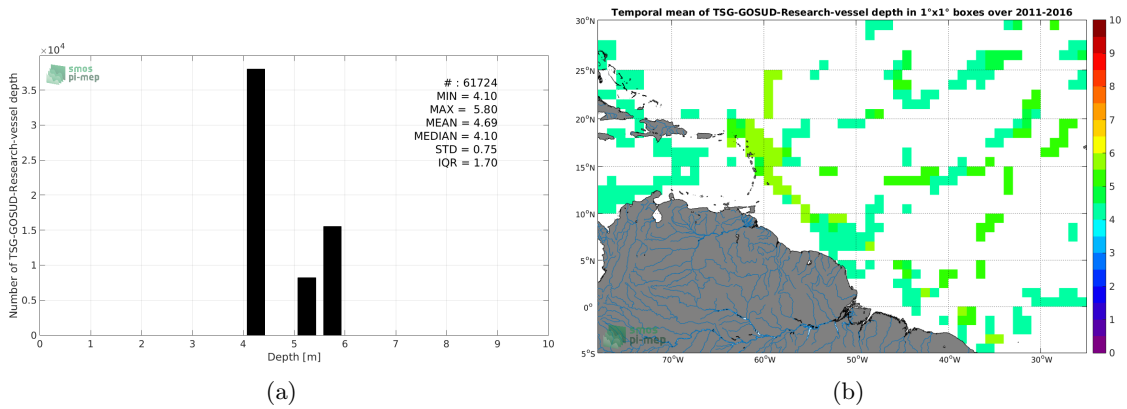 ×10⁴
smos
pi-mep
# : 61724
MIN = 4.10
MAX = 5.80
MEAN = 4.69
MEDIAN = 4.10
STD = 0.75
IQR = 1.70
3.5
3
2.5
2
1.5
1
0.5
0
Number of TSG-GOSUD-Research-vessel depth
0 1 2 3 4 5 6 7 8 9 10
Depth [m]
(a)
Temporal mean of TSG-GOSUD-Research-vessel depth in 1°x1° boxes over 2011-2016
30°N
25°N
20°N
15°N
10°N
5°N
0°
5°S
smos
pi-mep
70°W 60°W 50°W 40°W 30°W
10
9
8
7
6
5
4
3
2
1
0
(b)